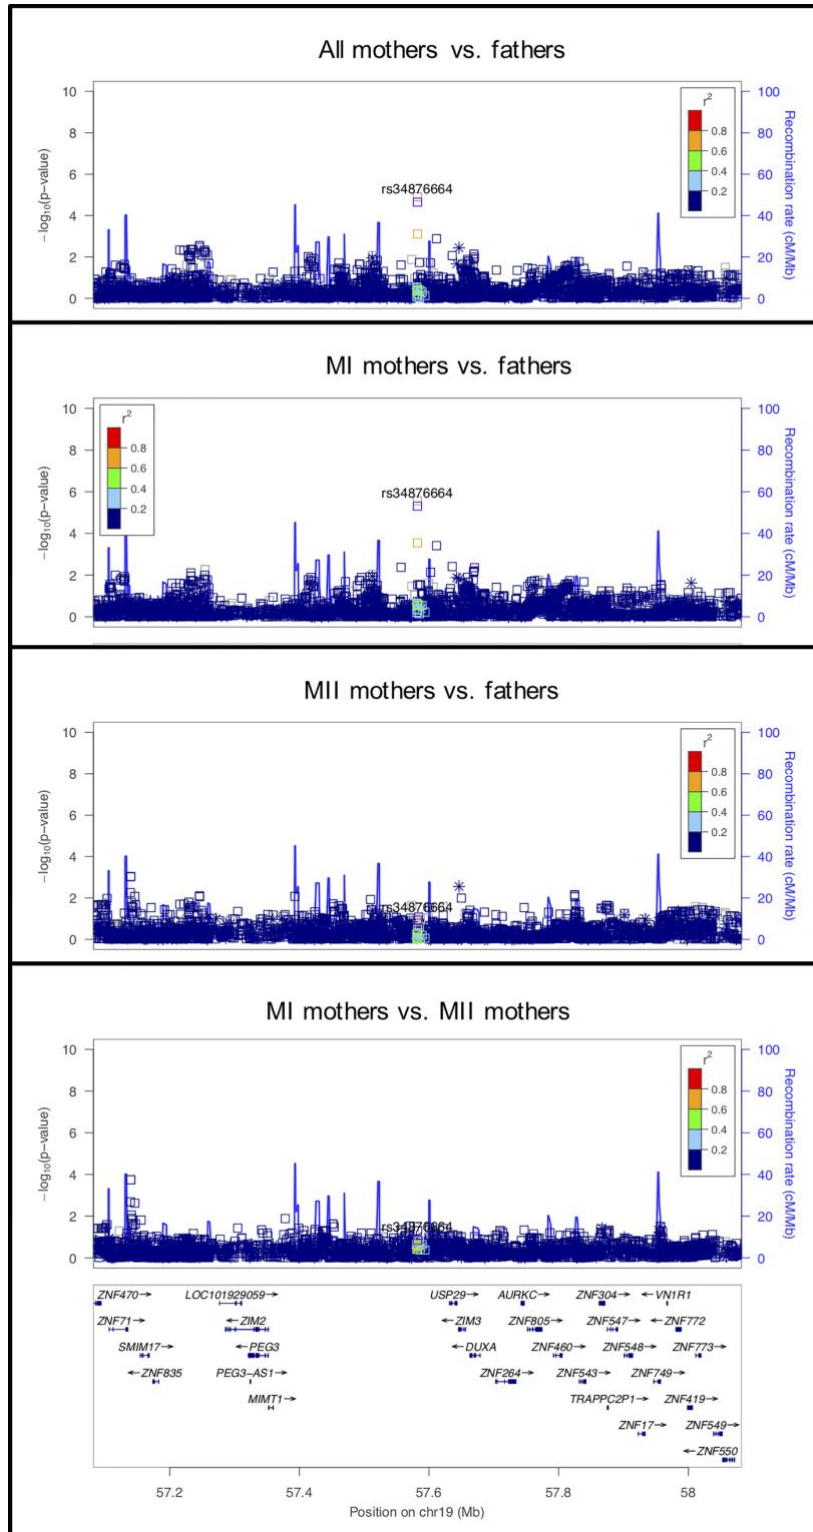 All mothers vs. fathers
10
8
6
4
2
0
− log₁₀(p−value)
100
80
60
40
20
0
Recombination rate (cM/Mb)
r²
0.8
0.6
0.4
0.2
rs34876664
MI mothers vs. fathers
10
8
6
4
2
0
−log₁₀(p−value)
100
80
60
40
20
0
Recombination rate (cM/Mb)
r²
0.8
0.6
0.4
0.2
rs34876664
MII mothers vs. fathers
10
8
6
4
2
0
− log₁₀(p−value)
100
80
60
40
20
0
Recombination rate (cM/Mb)
r²
0.8
0.6
0.4
0.2
rs34876664
MI mothers vs. MII mothers
10
8
6
4
2
0
− log₁₀(p−value)
100
80
60
40
20
0
Recombination rate (cM/Mb)
r²
0.8
0.6
0.4
0.2
rs34876664
ZNF470→ LOC101929059→ USP29→ AURKC→ ZNF304→ ←VN1R1
ZNF71→ ←ZIM2 ←ZIM3 ZNF805→ ZNF547→ ←ZNF772
SMIM17→ ←PEG3 ←DUXA ZNF460→ ZNF548→ ZNF773→
←ZNF835 PEG3−AS1→ ZNF264→ ZNF543→ ZNF749→
MIMT1→ TRAPPC2P1→ ZNF419→
ZNF17→ ZNF549→
←ZNF550
57.2 57.4 57.6 57.8 58
Position on chr19 (Mb)